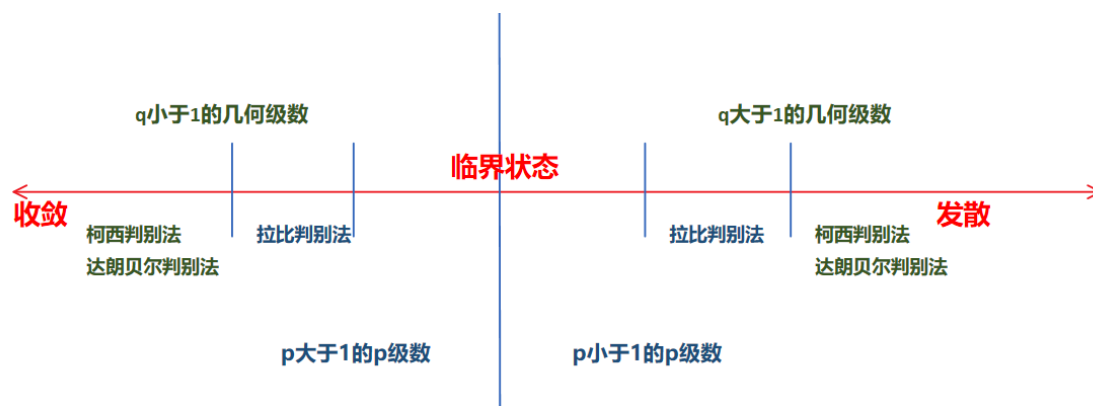 q小于1的几何级数
q大于1的几何级数
临界状态
收敛
发散
柯西判别法
达朗贝尔判别法
拉比判别法
拉比判别法
柯西判别法
达朗贝尔判别法
p大于1的p级数
p小于1的p级数